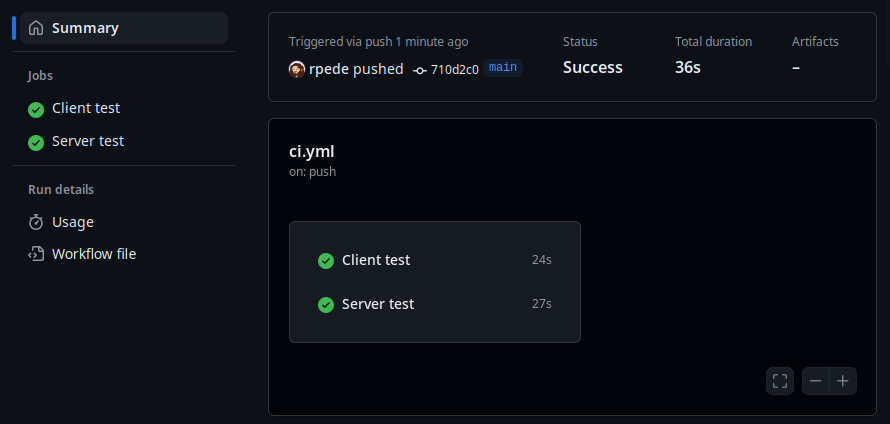 Summary
Jobs
Client test
Server test
Run details
Usage
Workflow file
Triggered via push 1 minute ago
rpede pushed 710d2c0 main
Status
Success
Total duration
36s
Artifacts
–
ci.yml
on: push
Client test 24s
Server test 27s